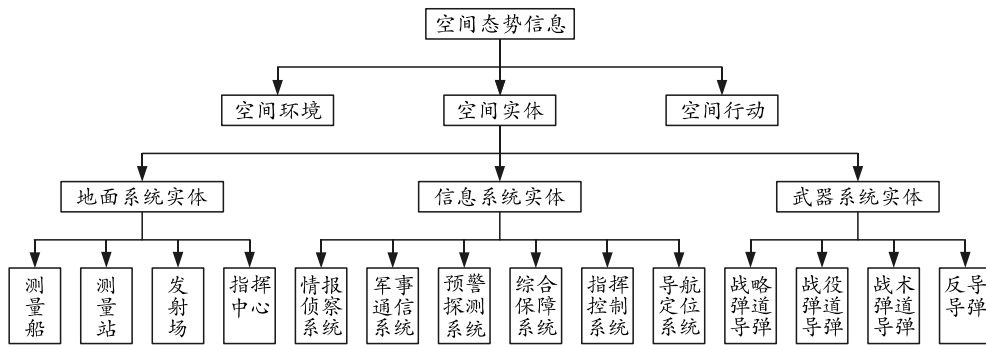 空间态势信息
空间环境
空间实体
空间行动
地面系统实体
信息系统实体
武器系统实体
测
量
船
测
量
站
发
射
场
指挥
中心
情报
侦察
系统
军事
通信
系统
预警
探测
系统
综合
保障
系统
指挥
控制
系统
导航
定位
系统
战略
弹道
导弹
战役
弹道
导弹
战术
弹道
导弹
反导
导弹